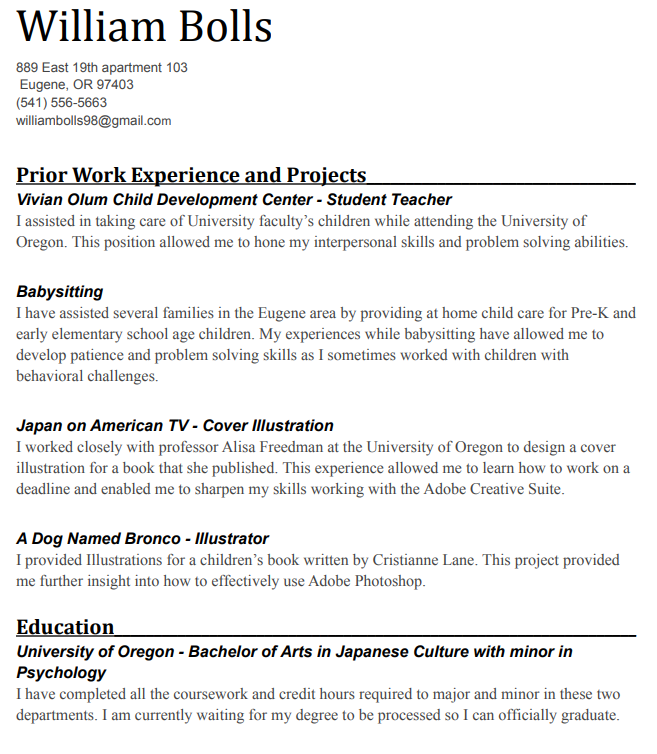 William Bolls
889 East 19th apartment 103
Eugene, OR 97403
(541) 556-5663
williambolls98@gmail.com
Prior Work Experience and Projects
Vivian Olum Child Development Center - Student Teacher
I assisted in taking care of University faculty’s children while attending the University of
Oregon. This position allowed me to hone my interpersonal skills and problem solving abilities.
Babysitting
I have assisted several families in the Eugene area by providing at home child care for Pre-K and
early elementary school age children. My experiences while babysitting have allowed me to
develop patience and problem solving skills as I sometimes worked with children with
behavioral challenges.
Japan on American TV - Cover Illustration
I worked closely with professor Alisa Freedman at the University of Oregon to design a cover
illustration for a book that she published. This experience allowed me to learn how to work on a
deadline and enabled me to sharpen my skills working with the Adobe Creative Suite.
A Dog Named Bronco - Illustrator
I provided Illustrations for a children’s book written by Cristianne Lane. This project provided
me further insight into how to effectively use Adobe Photoshop.
Education
University of Oregon - Bachelor of Arts in Japanese Culture with minor in
Psychology
I have completed all the coursework and credit hours required to major and minor in these two
departments. I am currently waiting for my degree to be processed so I can officially graduate.